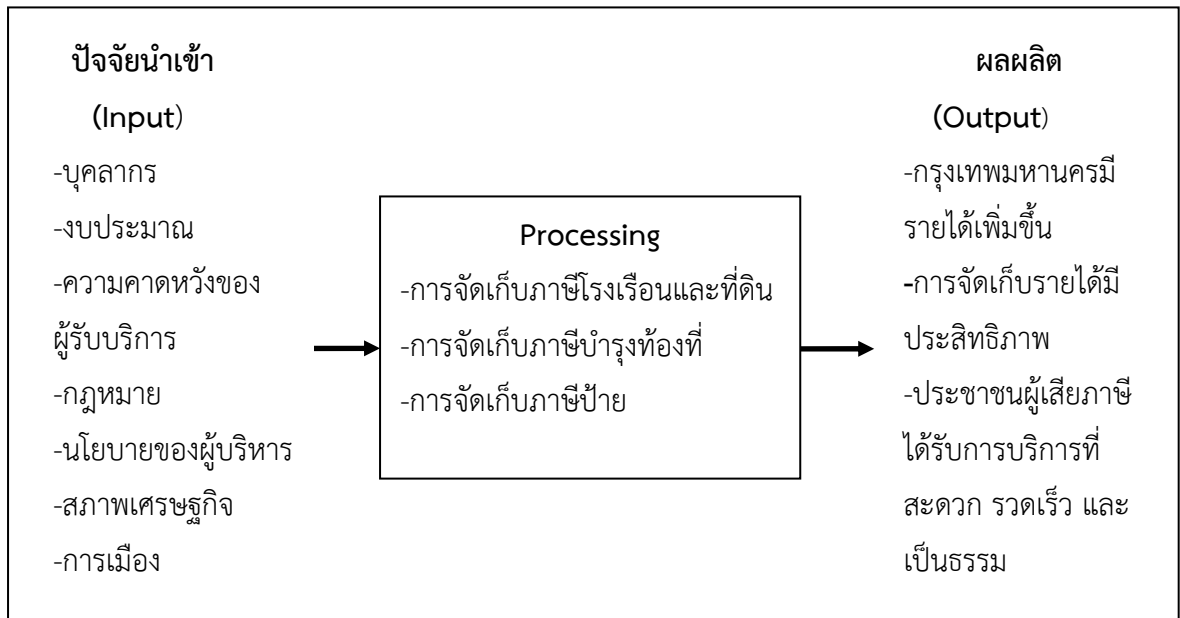 ปัจจัยนำเข้า
(Input)
-บุคลากร
-งบประมาณ
-ความคาดหวังของ
ผู้รับบริการ
-กฎหมาย
-นโยบายของผู้บริหาร
-สภาพเศรษฐกิจ
-การเมือง
Processing
-การจัดเก็บภาษีโรงเรือนและที่ดิน
-การจัดเก็บภาษีบำรุงท้องที่
-การจัดเก็บภาษีป้าย
ผลผลิต
(Output)
-กรุงเทพมหานครมี
รายได้เพิ่มขึ้น
-การจัดเก็บรายได้มี
ประสิทธิภาพ
-ประชาชนผู้เสียภาษี
ได้รับการบริการที่
สะดวก รวดเร็ว และ
เป็นธรรม